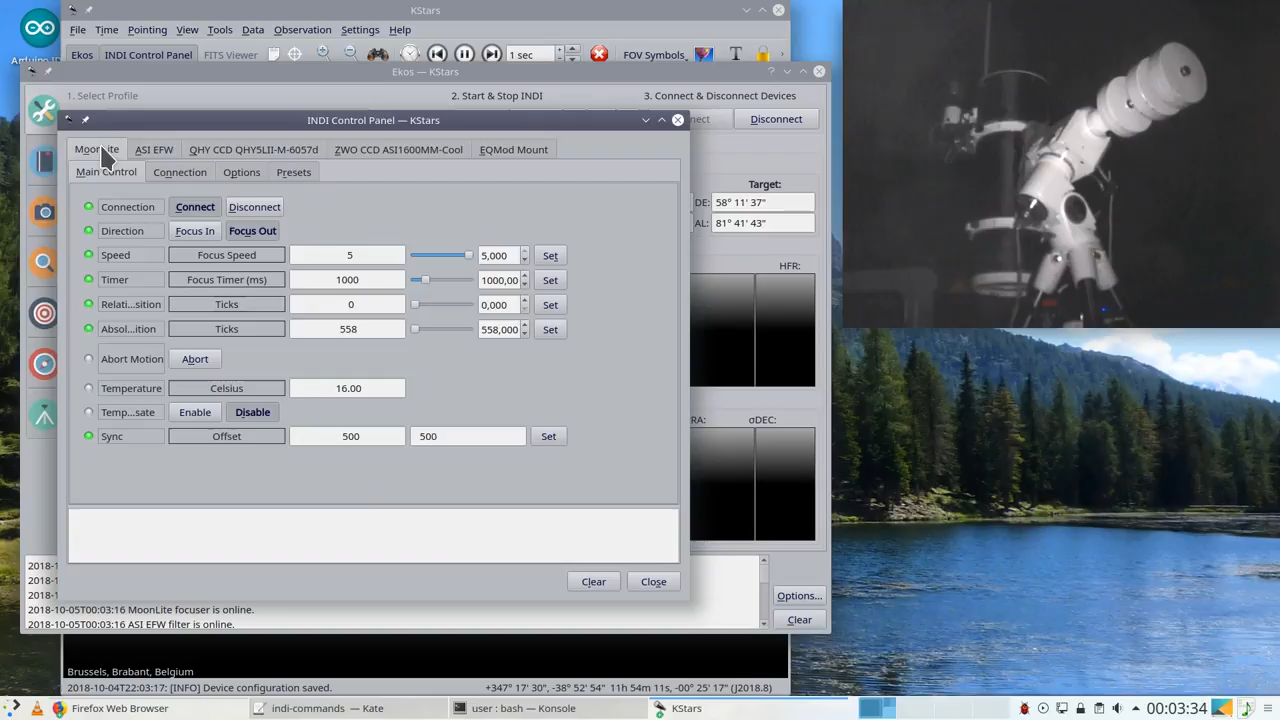 KStars
File Time Pointing View Tools Data Observation Settings Help
Ekos INDI Control Panel FITS Viewer 1 sec FOV Symbols
Ekos — KStars
1. Select Profile 2. Start & Stop INDI 3. Connect & Disconnect Devices
Disconnect
INDI Control Panel — KStars
ASI EFW QHY CCD QHY5LII-M-6057d ZWO CCD ASI1600MM-Cool EQMod Mount
Main Control Connection Options Presets
Connection Connect Disconnect
Direction Focus In Focus Out
Speed Focus Speed 5 5,000 Set
Timer Focus Timer (ms) 1000 1000,00 Set
Relati...sition Ticks 0 0,000 Set
Absol...ition Ticks 558 558,000 Set
Abort Motion Abort
Temperature Celsius 16.00
Temp...sate Enable Disable
Sync Offset 500 500 Set
Clear Close
Target:
DE: 58° 11' 37"
AL: 81° 41' 43"
HFR:
σDEC:
2018-10-05T00:03:16 MoonLite focuser is online.
2018-10-05T00:03:16 ASI EFW filter is online.
Options...
Clear
Brussels, Brabant, Belgium
2018-10-04T22:03:17: [INFO] Device configuration saved. +347° 17' 30", -38° 52' 54" 11h 54m 11s, -00° 25' 17" (J2018.8)
Firefox Web Browser indi-commands — Kate user : bash — Konsole KStars 00:03:34